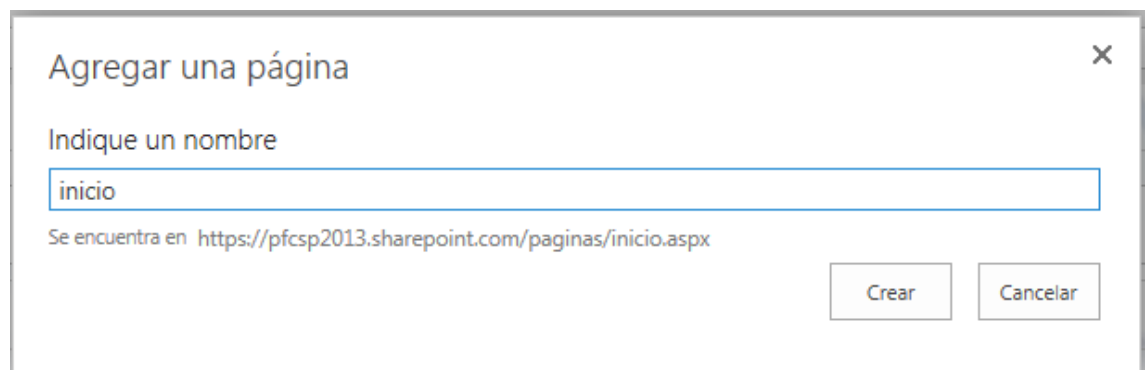 Agregar una página
Indique un nombre
inicio
Se encuentra en https://pfcsp2013.sharepoint.com/paginas/inicio.aspx
Crear Cancelar